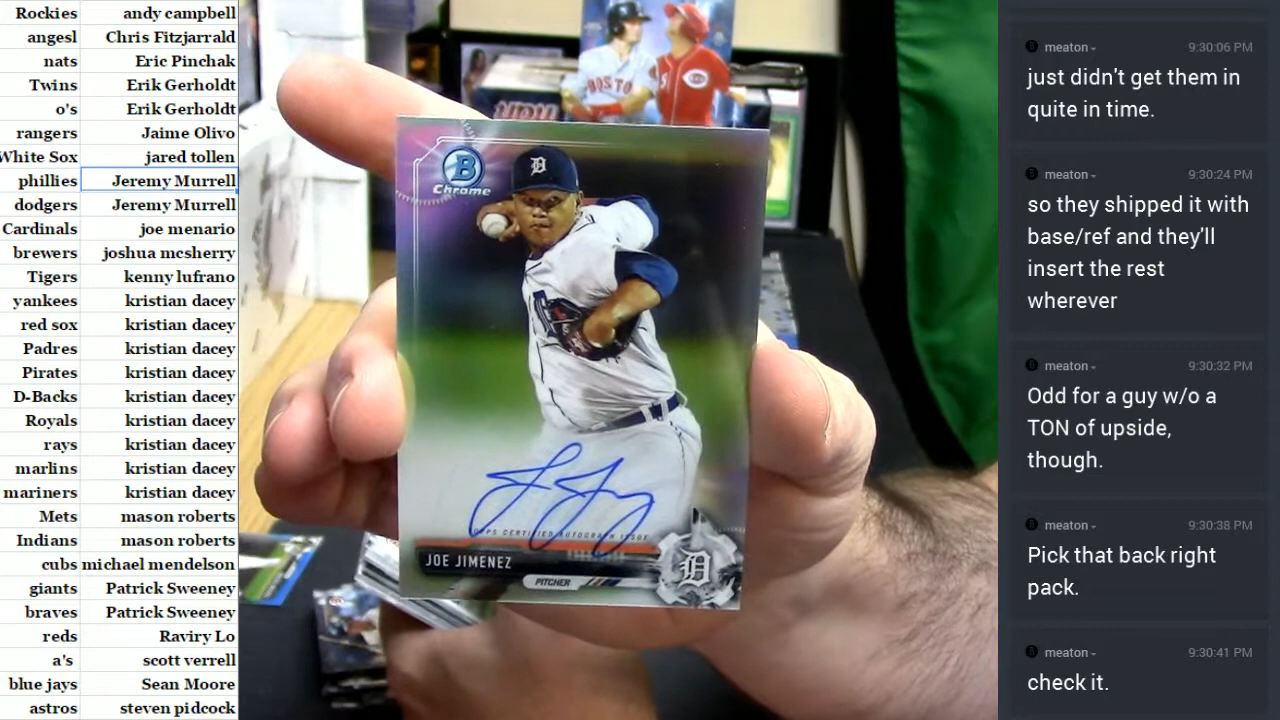 Rockies andy campbell
angesl Chris Fitzjarrald
nats Eric Pinchak
Twins Erik Gerholdt
o's Erik Gerholdt
rangers Jaime Olivo
White Sox jared tollen
phillies Jeremy Murrell
dodgers Jeremy Murrell
Cardinals joe menario
brewers joshua mcsherry
Tigers kenny lufrano
yankees kristian dacey
red sox kristian dacey
Padres kristian dacey
Pirates kristian dacey
D-Backs kristian dacey
Royals kristian dacey
rays kristian dacey
marlins kristian dacey
mariners kristian dacey
Mets mason roberts
Indians mason roberts
cubs michael mendelson
giants Patrick Sweeney
braves Patrick Sweeney
reds Raviry Lo
a's scott verrell
blue jays Sean Moore
astros steven pidcock
BOSTON
B
Chrome
D
TOPPS CERTIFIED AUTOGRAPH ISSUE
JOE JIMENEZ
PITCHER
D
meaton 9:30:06 PM
just didn't get them in
quite in time.
meaton 9:30:24 PM
so they shipped it with
base/ref and they'll
insert the rest
wherever
meaton 9:30:32 PM
Odd for a guy w/o a
TON of upside,
though.
meaton 9:30:38 PM
Pick that back right
pack.
meaton 9:30:41 PM
check it.